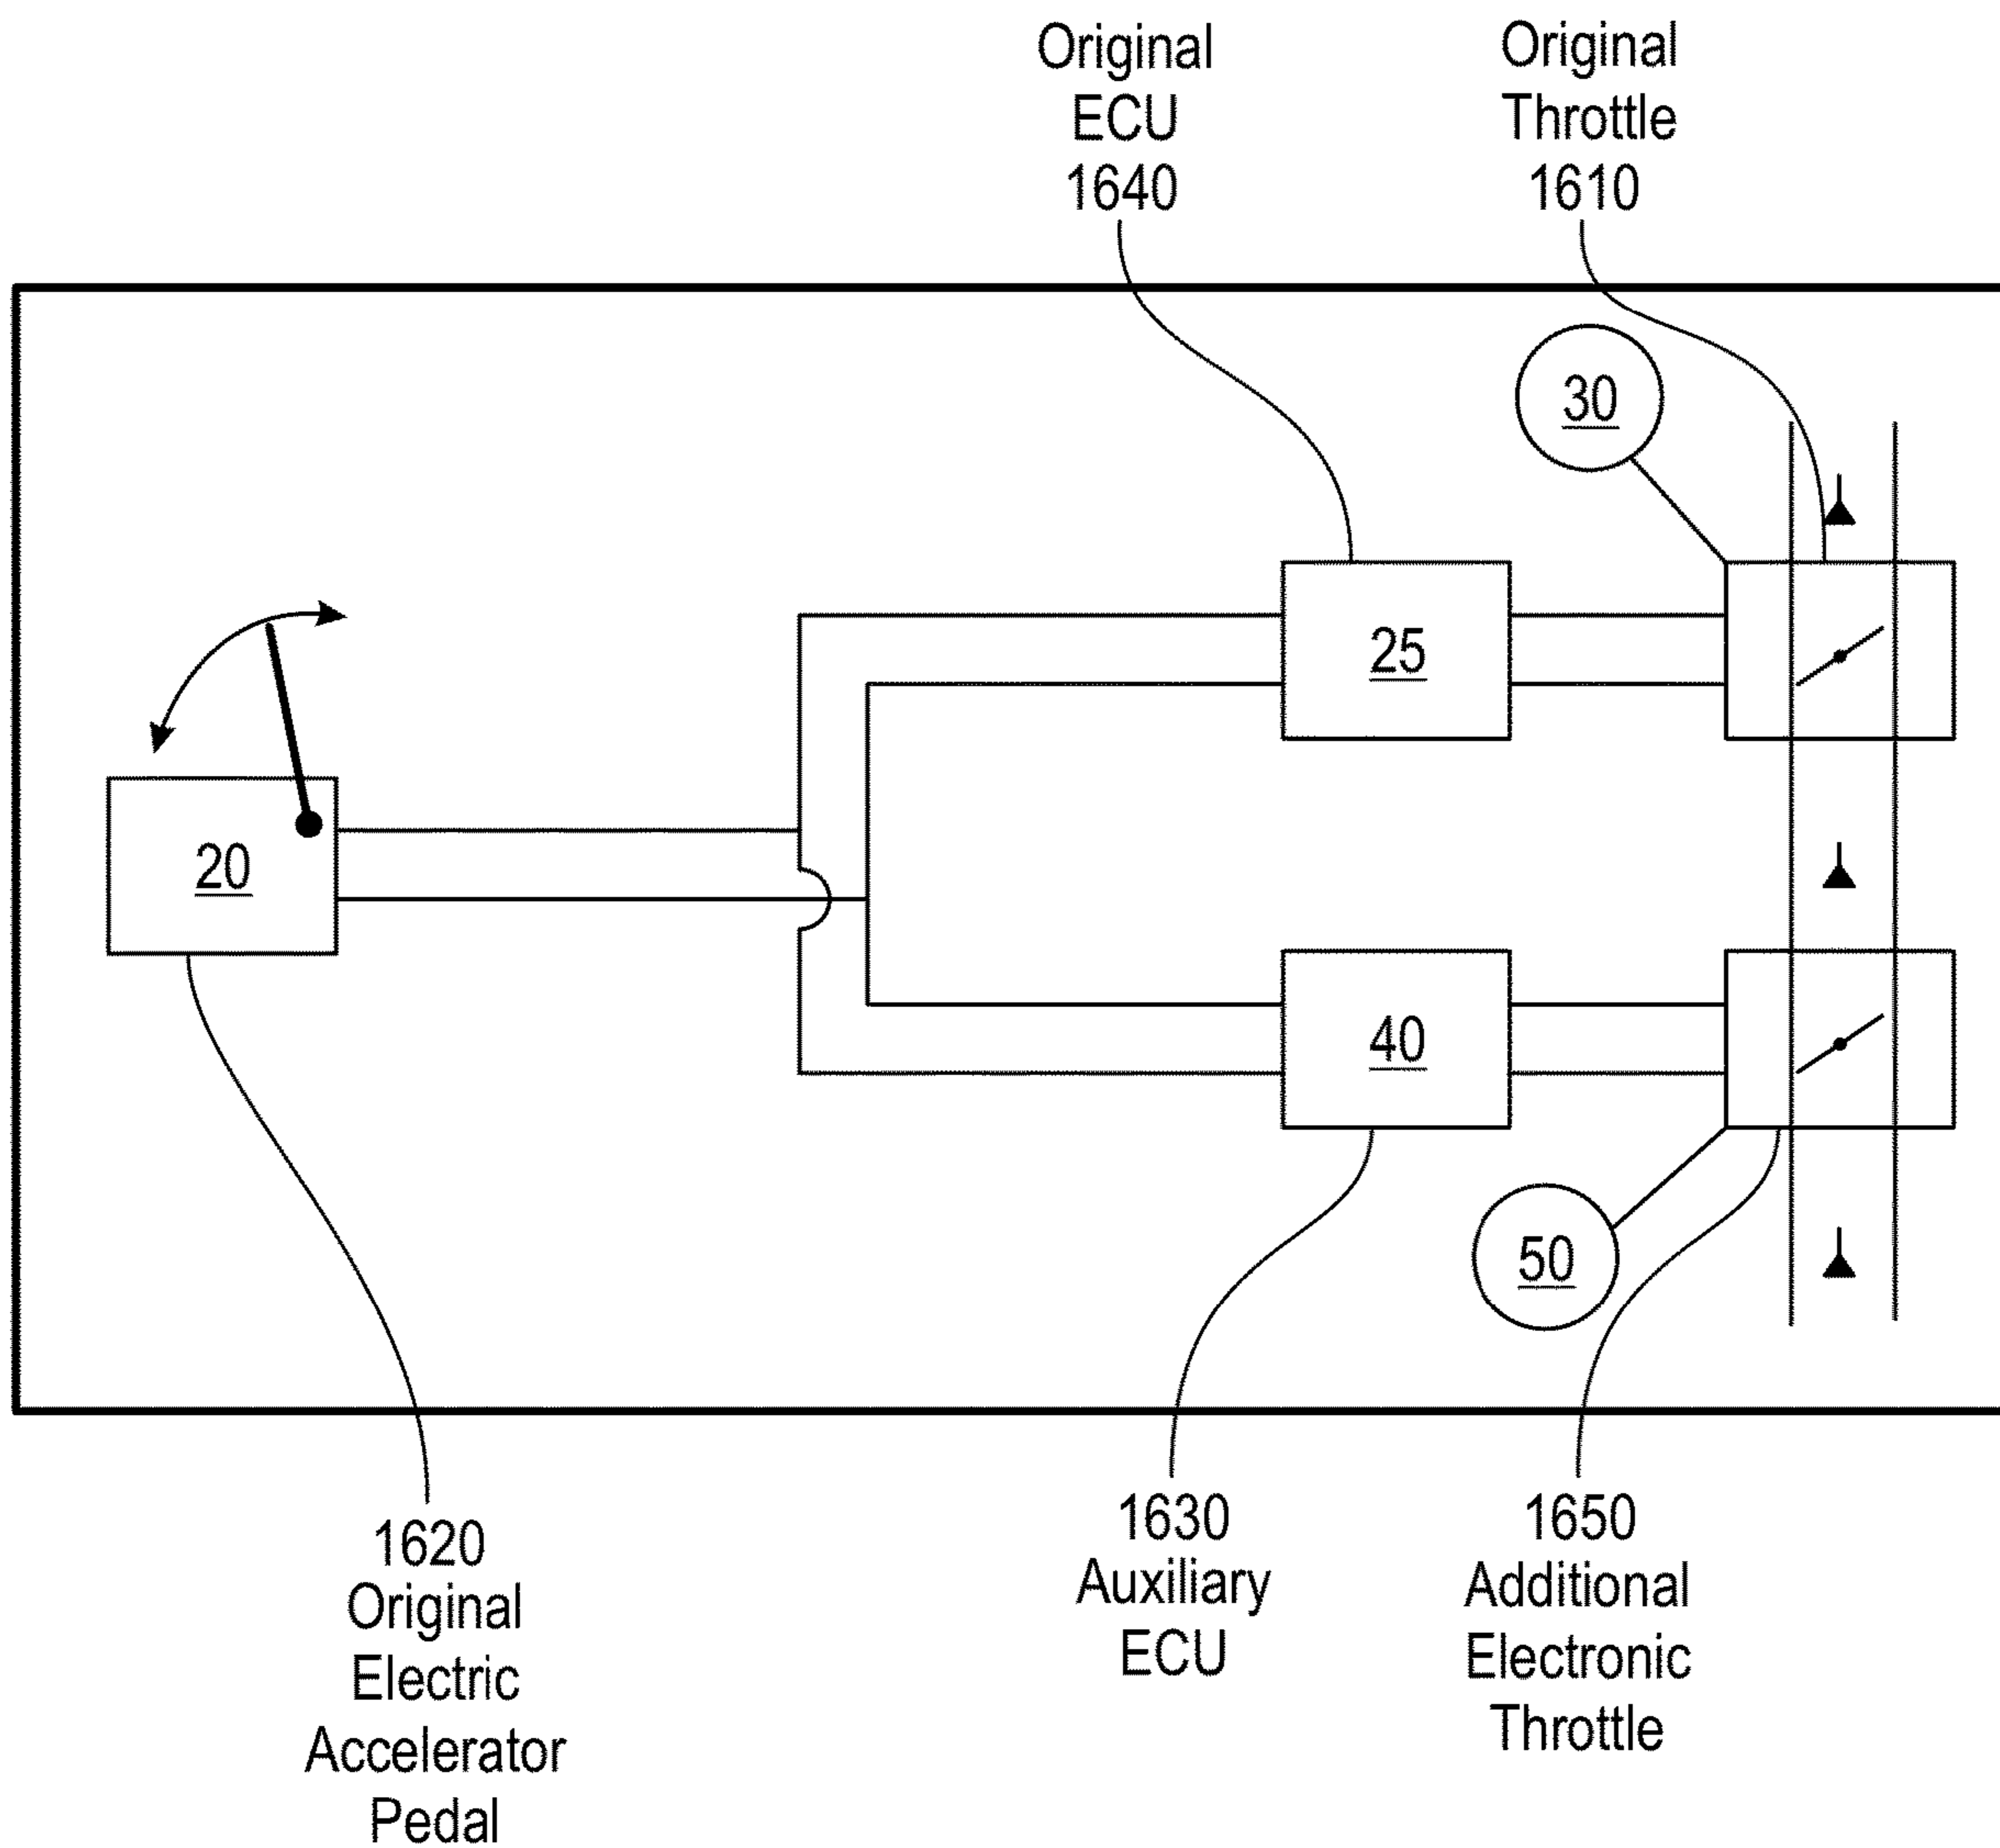 Original
ECU
1640
Original
Throttle
1610
30
25
20
40
50
1620
Original
Electric
Accelerator
Pedal
1630
Auxiliary
ECU
1650
Additional
Electronic
Throttle